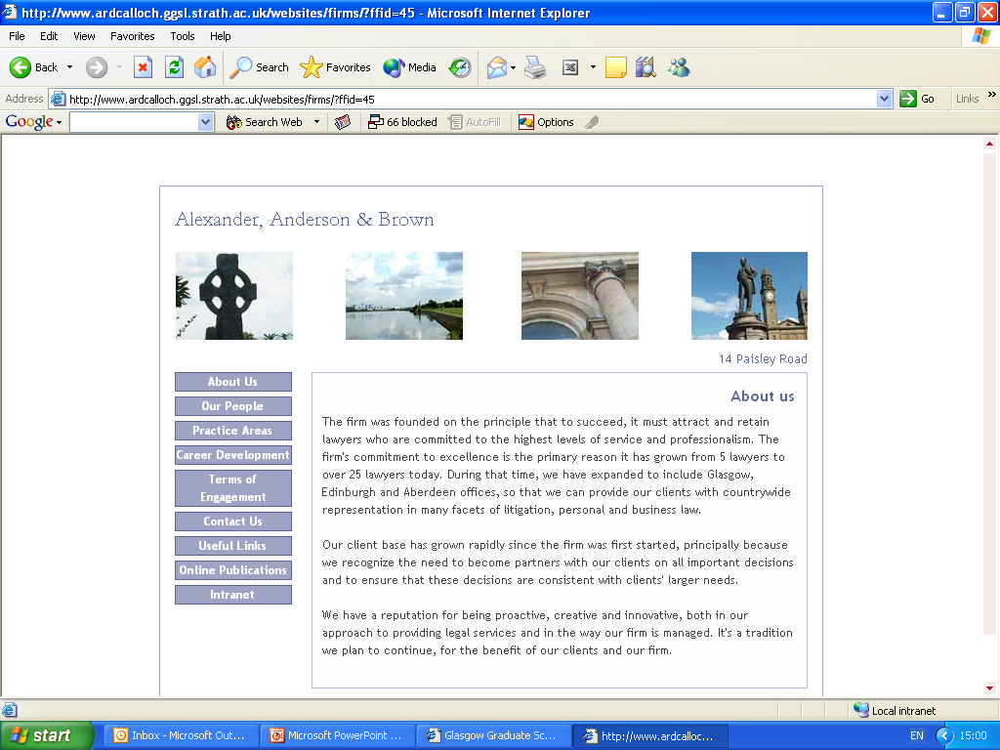 http://www.ardcalloch.ggsl.strath.ac.uk/websites/firms/?ffid=45 - Microsoft Internet Explorer
File Edit View Favorites Tools Help
Back Search Favorites Media
Address http://www.ardcalloch.ggsl.strath.ac.uk/websites/firms/?ffid=45 Go Links »
Google Search Web 66 blocked AutoFill Options
Alexander, Anderson & Brown
14 Paisley Road
About Us
Our People
Practice Areas
Career Development
Terms of
Engagement
Contact Us
Useful Links
Online Publications
Intranet
About us
The firm was founded on the principle that to succeed, it must attract and retain
lawyers who are committed to the highest levels of service and professionalism. The
firm's commitment to excellence is the primary reason it has grown from 5 lawyers to
over 25 lawyers today. During that time, we have expanded to include Glasgow,
Edinburgh and Aberdeen offices, so that we can provide our clients with countrywide
representation in many facets of litigation, personal and business law.
Our client base has grown rapidly since the firm was first started, principally because
we recognize the need to become partners with our clients on all important decisions
and to ensure that these decisions are consistent with clients' larger needs.
We have a reputation for being proactive, creative and innovative, both in our
approach to providing legal services and in the way our firm is managed. It's a tradition
we plan to continue, for the benefit of our clients and our firm.
Local intranet
start Inbox - Microsoft Out... Microsoft PowerPoint ... Glasgow Graduate Sc... http://www.ardcalloc... EN 15:00